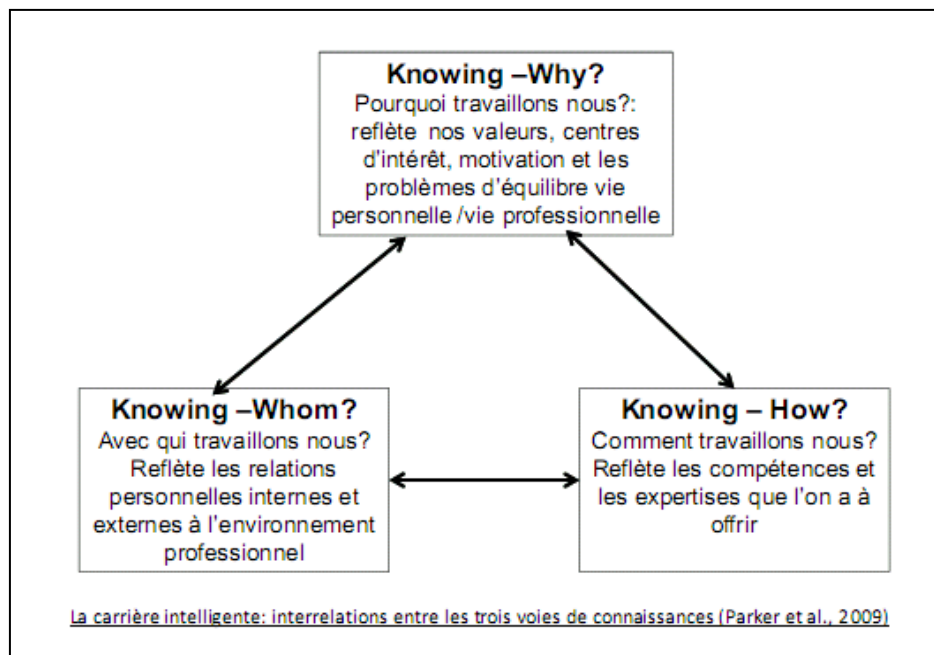 Knowing –Why?
Pourquoi travaillons nous?:
reflète nos valeurs, centres
d'intérêt, motivation et les
problèmes d'équilibre vie
personnelle /vie professionnelle
Knowing –Whom?
Avec qui travaillons nous?
Reflète les relations
personnelles internes et
externes à l'environnement
professionnel
Knowing – How?
Comment travaillons nous?
Reflète les compétences et
les expertises que l'on a à
offrir
La carrière intelligente: interrelations entre les trois voies de connaissances (Parker et al., 2009)